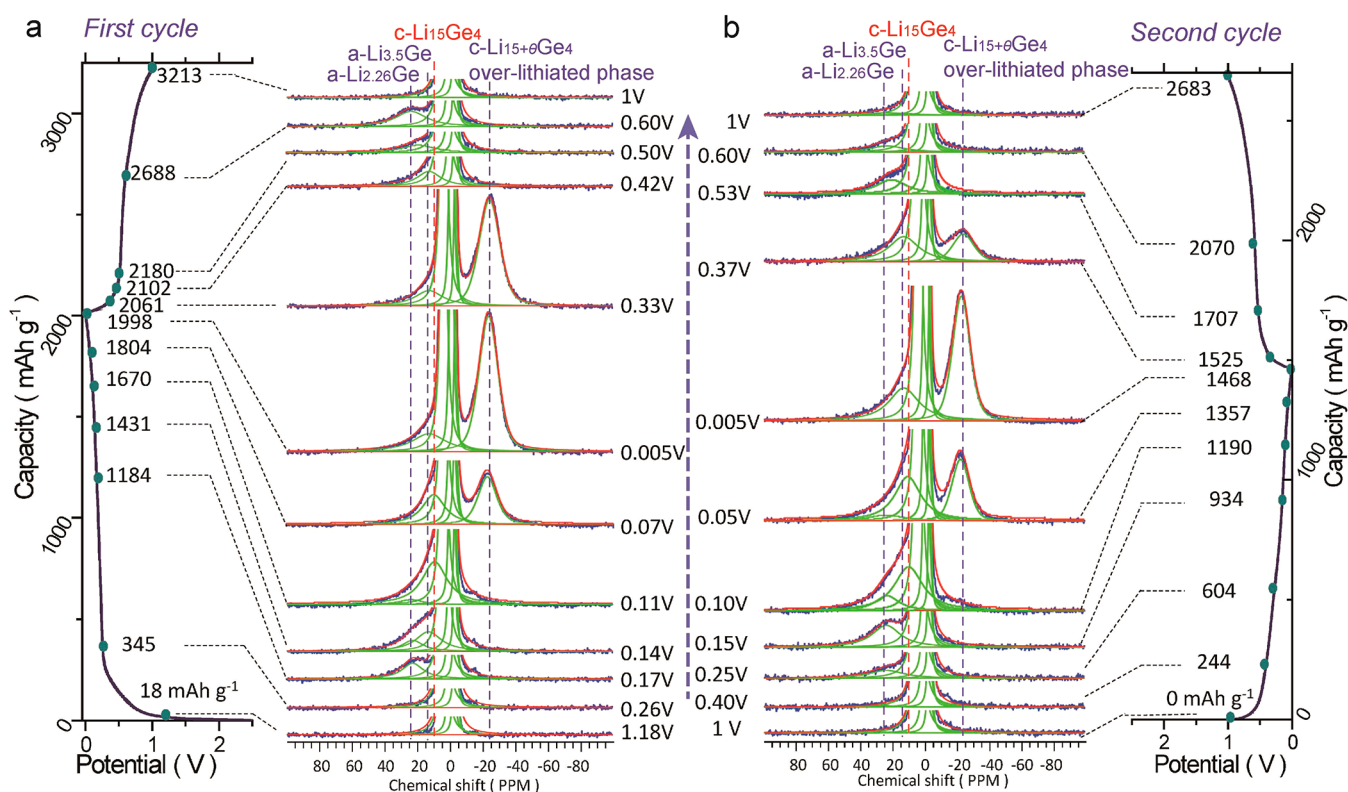 a
First cycle
c-Li15Ge4
a-Li3.5Ge
a-Li2.26Ge
c-Li15+θGe4
over-lithiated phase
3213
2688
2180
2102
2061
1998
1804
1670
1431
1184
345
18 mAh g-1
Capacity ( mAh g-1)
3000
2000
1000
0
0 1 2
Potential ( V )
1V
0.60V
0.50V
0.42V
0.33V
0.005V
0.07V
0.11V
0.14V
0.17V
0.26V
1.18V
80 60 40 20 0 -20 -40 -60 -80
Chemical shift ( PPM )
b
Second cycle
c-Li15Ge4
a-Li3.5Ge
a-Li2.26Ge
c-Li15+θGe4
over-lithiated phase
1V
0.60V
0.53V
0.37V
0.005V
0.05V
0.10V
0.15V
0.25V
0.40V
1 V
80 60 40 20 0 -20 -40 -60 -80
Chemical shift ( PPM )
2683
2070
1707
1525
1468
1357
1190
934
604
244
0 mAh g-1
2000
1000
0
Capacity ( mAh g-1)
2 1 0
Potential ( V )